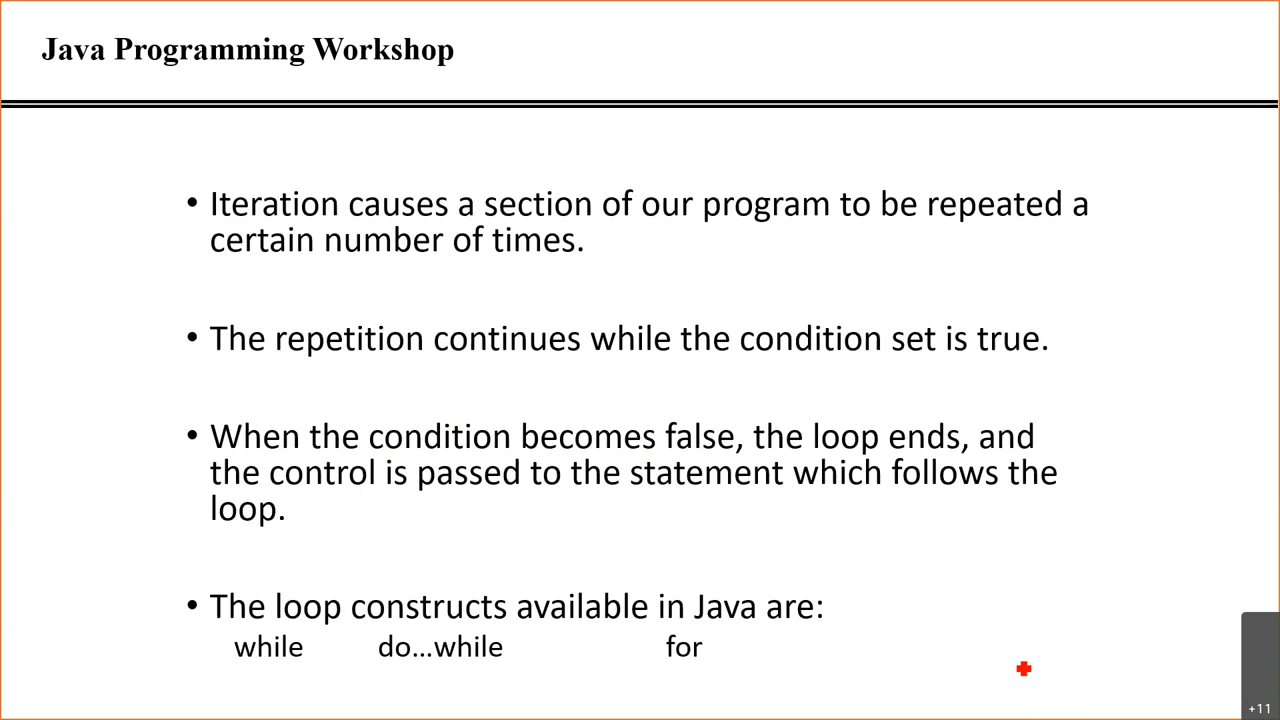 Java Programming Workshop
• Iteration causes a section of our program to be repeated a
certain number of times.
• The repetition continues while the condition set is true.
• When the condition becomes false, the loop ends, and
the control is passed to the statement which follows the
loop.
• The loop constructs available in Java are:
while do...while for
+11